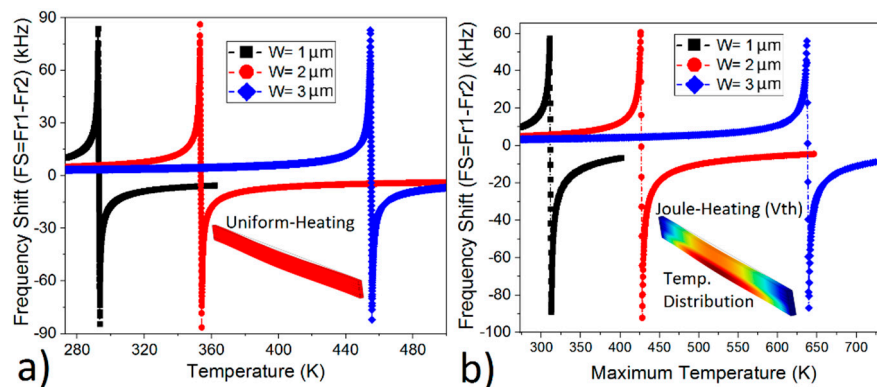 Frequency Shift (FS=Fr1-Fr2) (kHz)
90
60
30
0
-30
-60
-90
W= 1 µm
W= 2 µm
W= 3 µm
Uniform-Heating
280
320
360
400
440
480
Temperature (K)
a)
Frequency Shift (FS=Fr1-Fr2) (kHz)
60
40
20
0
-20
-40
-60
-80
-100
W= 1 µm
W= 2 µm
W= 3 µm
Joule-Heating (Vth)
Temp.
Distribution
300
350
400
450
500
550
600
650
700
Maximum Temperature (K)
b)